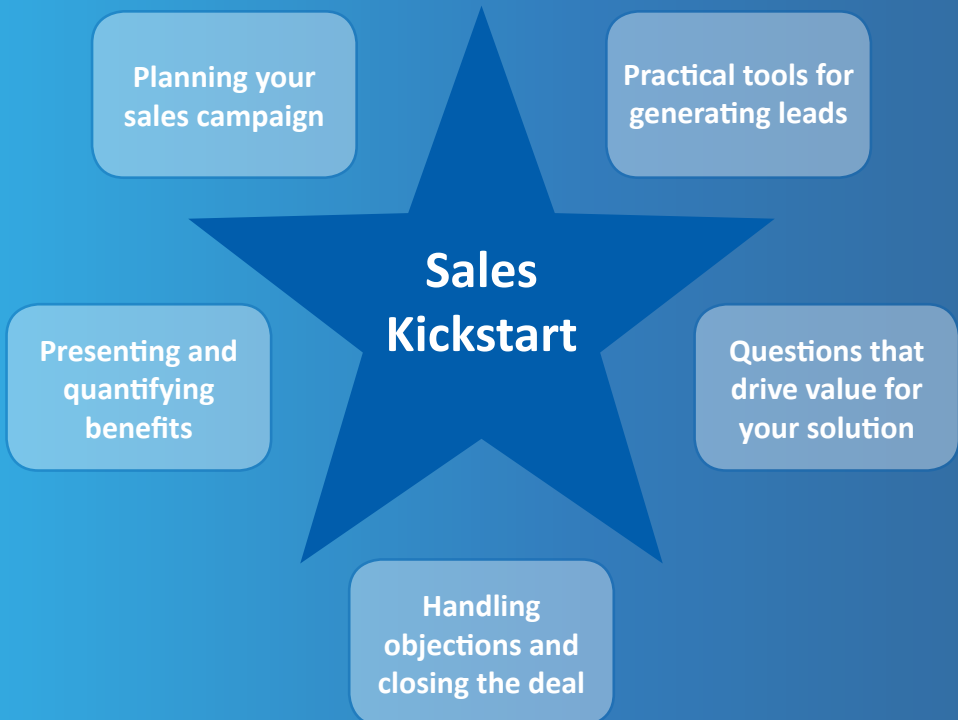 Planning your
sales campaign
Practical tools for
generating leads
Sales
Kickstart
Presenting and
quantifying
benefits
Questions that
drive value for
your solution
Handling
objections and
closing the deal